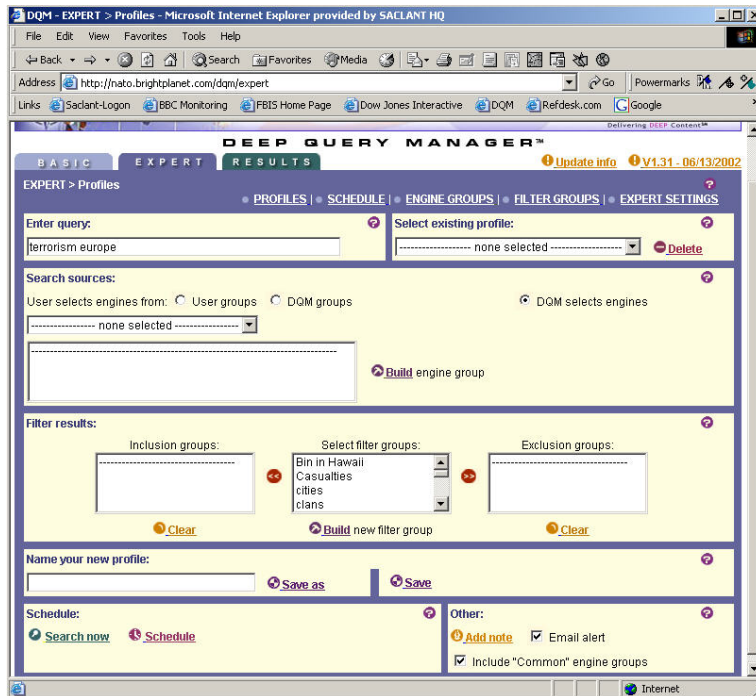 DQM - EXPERT > Profiles - Microsoft Internet Explorer provided by SACLANT HQ
File Edit View Favorites Tools Help
Back Search Favorites Media
Address http://nato.brightplanet.com/dqm/expert Go Powermarks
Links Saclant-Logon BBC Monitoring FBIS Home Page Dow Jones Interactive DQM Refdesk.com Google
Delivering DEEP Content℠
DEEP QUERY MANAGER™
BASIC EXPERT RESULTS Update info V1.31 - 06/13/2002
EXPERT > Profiles
PROFILES | SCHEDULE | ENGINE GROUPS | FILTER GROUPS | EXPERT SETTINGS
Enter query: Select existing profile:
terrorism europe ------------------- none selected ------------------- Delete
Search sources:
User selects engines from: User groups DQM groups DQM selects engines
----------------- none selected -----------------
Build engine group
Filter results:
Inclusion groups: Select filter groups: Exclusion groups:
Bin in Hawaii
Casualties
cities
clans
Clear Build new filter group Clear
Name your new profile:
Save as Save
Schedule: Other:
Search now Schedule Add note Email alert
Include "Common" engine groups
Internet